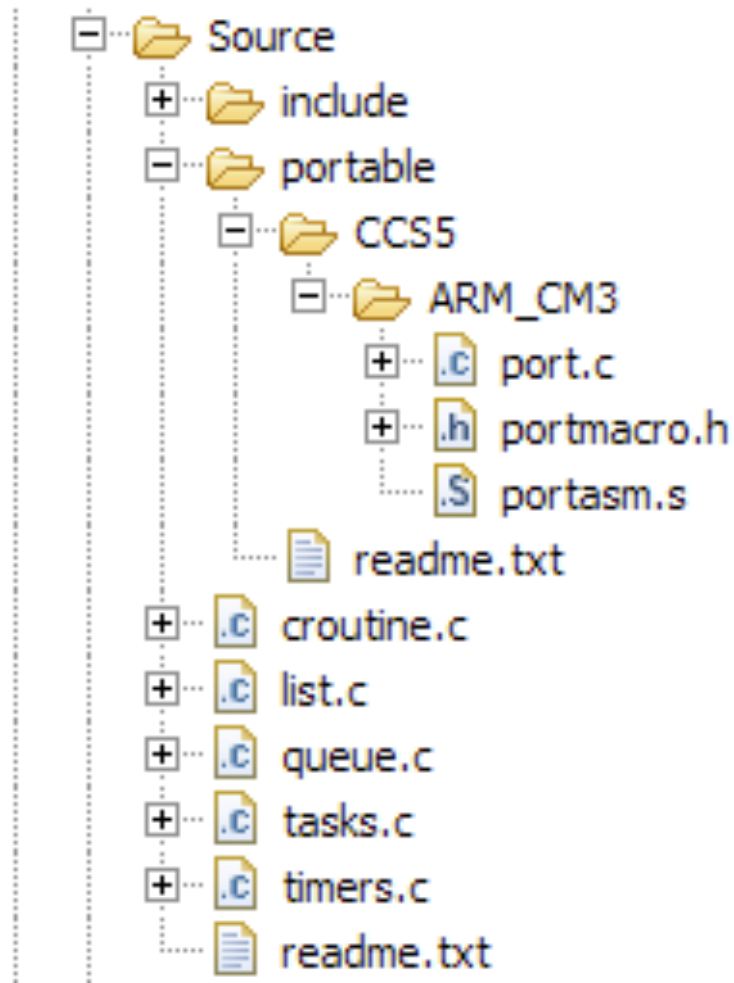 Source
include
portable
CCS5
ARM_CM3
.c port.c
.h portmacro.h
.S portasm.s
readme.txt
.c croutine.c
.c list.c
.c queue.c
.c tasks.c
.c timers.c
readme.txt